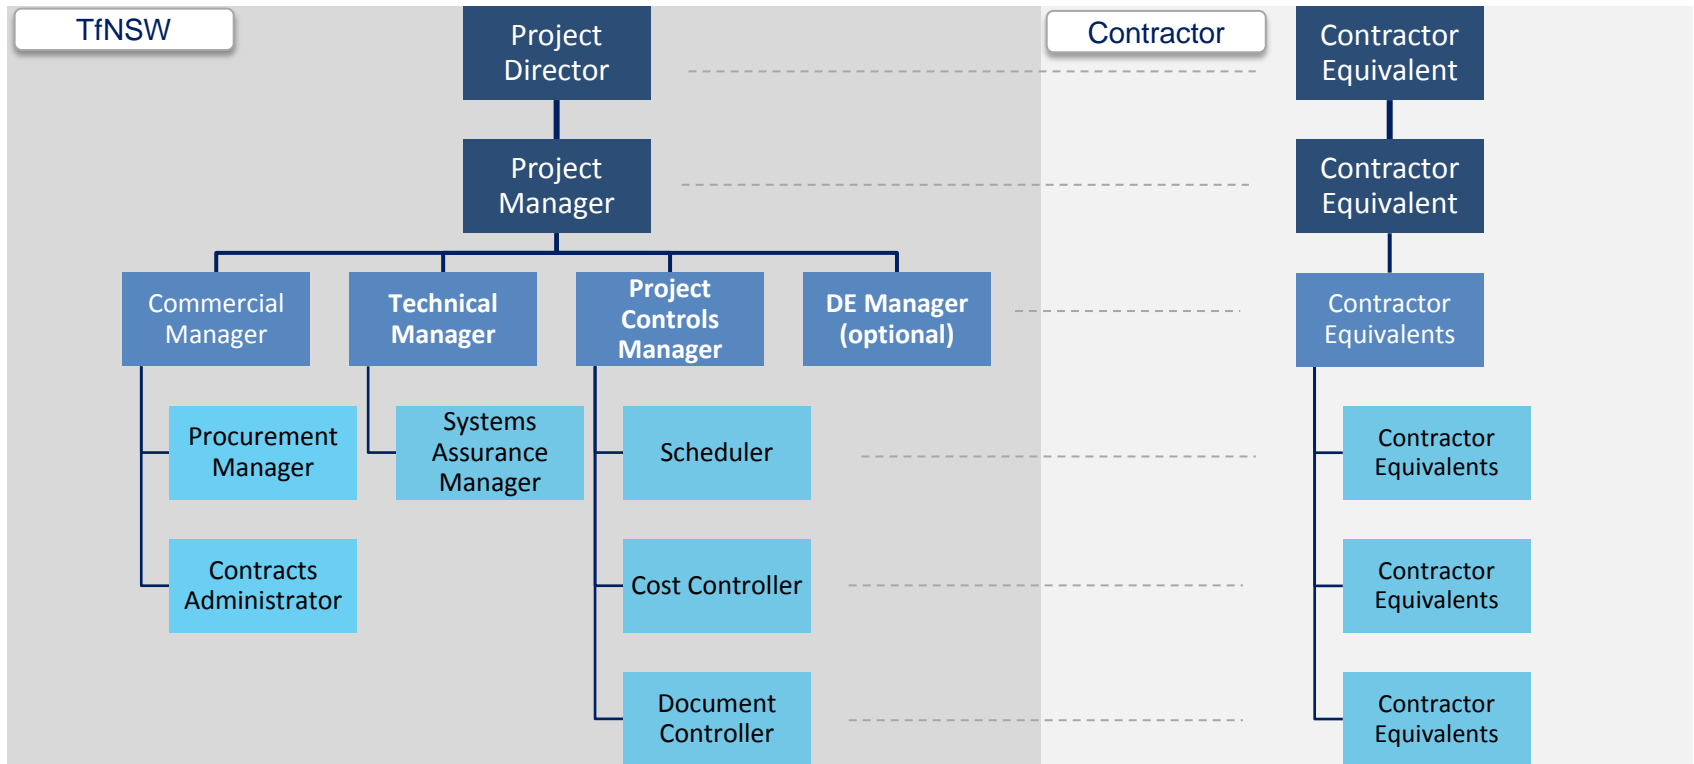 TfNSW
Project
Director
Contractor
Contractor
Equivalent
Project
Manager
Contractor
Equivalent
Commercial
Manager
Technical
Manager
Project
Controls
Manager
DE Manager
(optional)
Contractor
Equivalents
Procurement
Manager
Systems
Assurance
Manager
Scheduler
Contractor
Equivalents
Contracts
Administrator
Cost Controller
Contractor
Equivalents
Document
Controller
Contractor
Equivalents